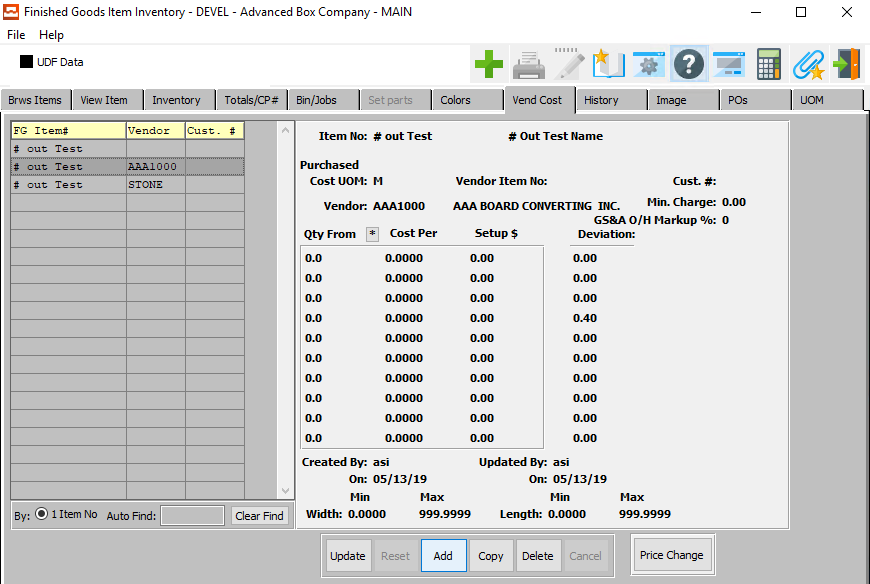 Finished Goods Item Inventory - DEVEL - Advanced Box Company - MAIN
File Help
UDF Data
Brws Items View Item Inventory Totals/CP# Bin/Jobs Set parts Colors Vend Cost History Image POs UOM
FG Item# Vendor Cust. #
# out Test
# out Test AAA1000
# out Test STONE
By: 1 Item No Auto Find: Clear Find
Item No: # out Test # Out Test Name
Purchased
Cost UOM: M Vendor Item No: Cust. #:
Vendor: AAA1000 AAA BOARD CONVERTING INC. Min. Charge: 0.00
GS&A O/H Markup %: 0
Qty From * Cost Per Setup $ Deviation:
0.0 0.0000 0.00 0.00
0.0 0.0000 0.00 0.00
0.0 0.0000 0.00 0.00
0.0 0.0000 0.00 0.40
0.0 0.0000 0.00 0.00
0.0 0.0000 0.00 0.00
0.0 0.0000 0.00 0.00
0.0 0.0000 0.00 0.00
0.0 0.0000 0.00 0.00
0.0 0.0000 0.00 0.00
Created By: asi Updated By: asi
On: 05/13/19 On: 05/13/19
Min Max Min Max
Width: 0.0000 999.9999 Length: 0.0000 999.9999
Update Reset Add Copy Delete Cancel Price Change